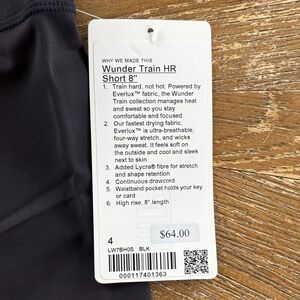 WHY WE MADE THIS
Wunder Train HR
Short 8"
1. Train hard, not hot. Powered by
Everlux™ fabric, the Wunder
Train collection manages heat
and sweat so you stay
comfortable and focused
2. Our fastest drying fabric,
Everlux™ is ultra-breathable,
four-way stretch, and wicks
away sweat. It feels soft on
the outside and cool and sleek
next to skin
3. Added Lycra® fibre for stretch
and shape retention
4. Continuous drawcord
5. Waistband pocket holds your key
or card
6. High rise, 8" length
$64.00
4
LW7BH0S BLK
000117401363